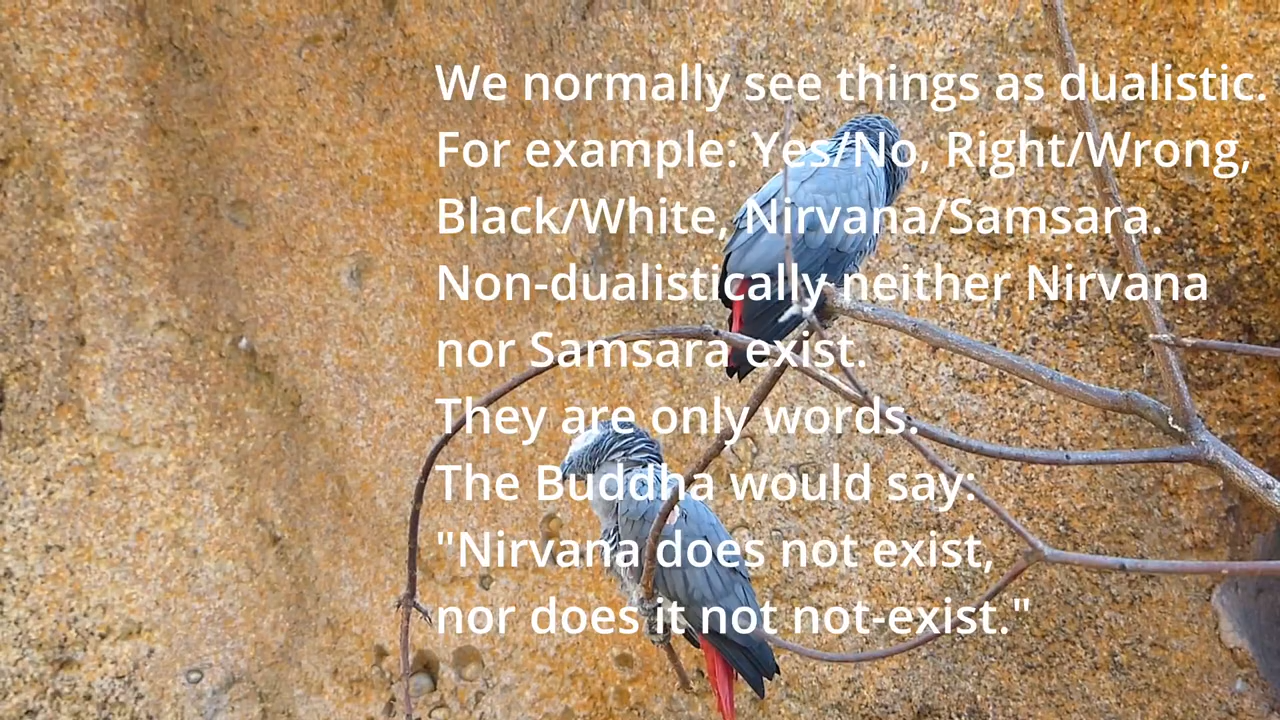 We normally see things as dualistic.
For example: Yes/No, Right/Wrong,
Black/White, Nirvana/Samsara.
Non-dualistically neither Nirvana
nor Samsara exist.
They are only words.
The Buddha would say:
"Nirvana does not exist,
nor does it not not-exist."